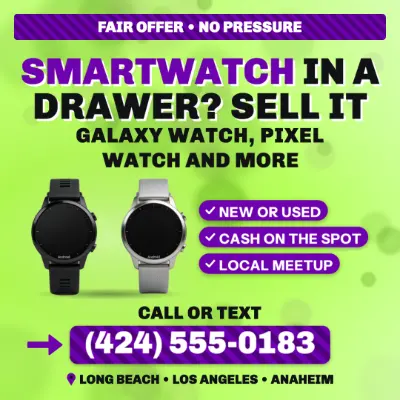 FAIR OFFER • NO PRESSURE
SMARTWATCH IN A
DRAWER? SELL IT
GALAXY WATCH, PIXEL
WATCH AND MORE
NEW OR USED
CASH ON THE SPOT
LOCAL MEETUP
CALL OR TEXT
(424) 555-0183
LONG BEACH • LOS ANGELES • ANAHEIM